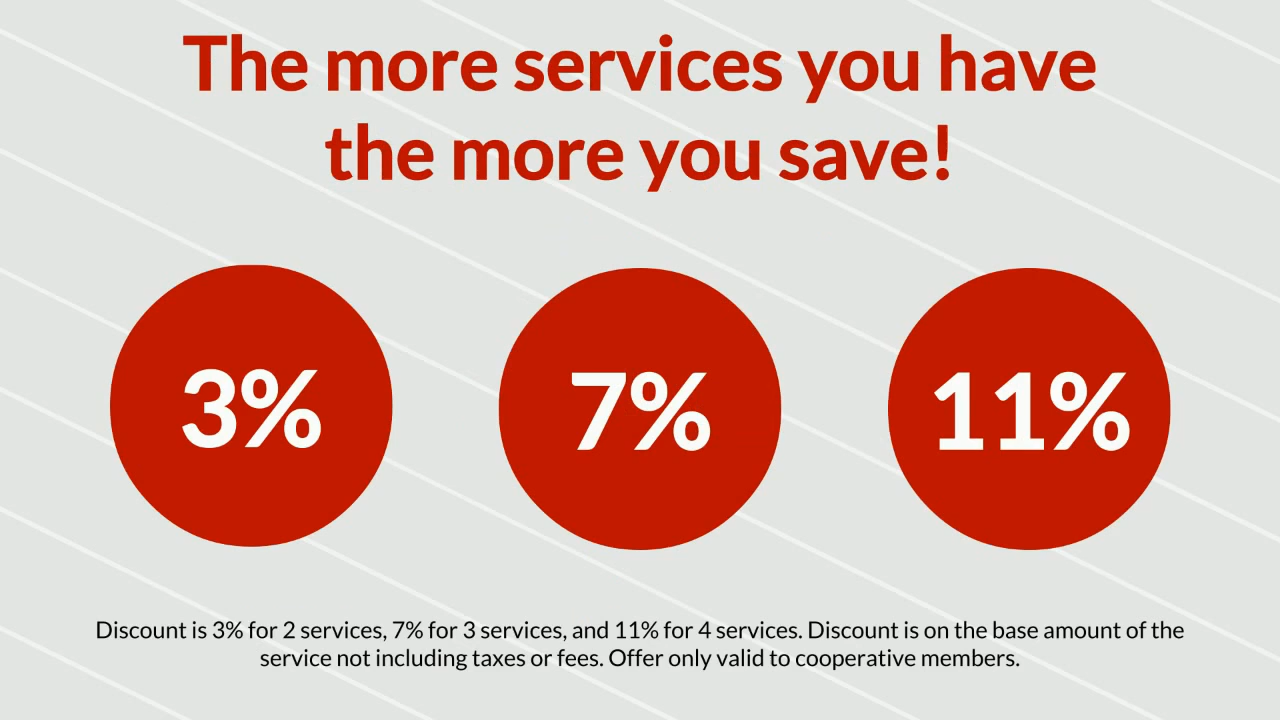 The more services you have
the more you save!
3%
7%
11%
Discount is 3% for 2 services, 7% for 3 services, and 11% for 4 services. Discount is on the base amount of the
service not including taxes or fees. Offer only valid to cooperative members.